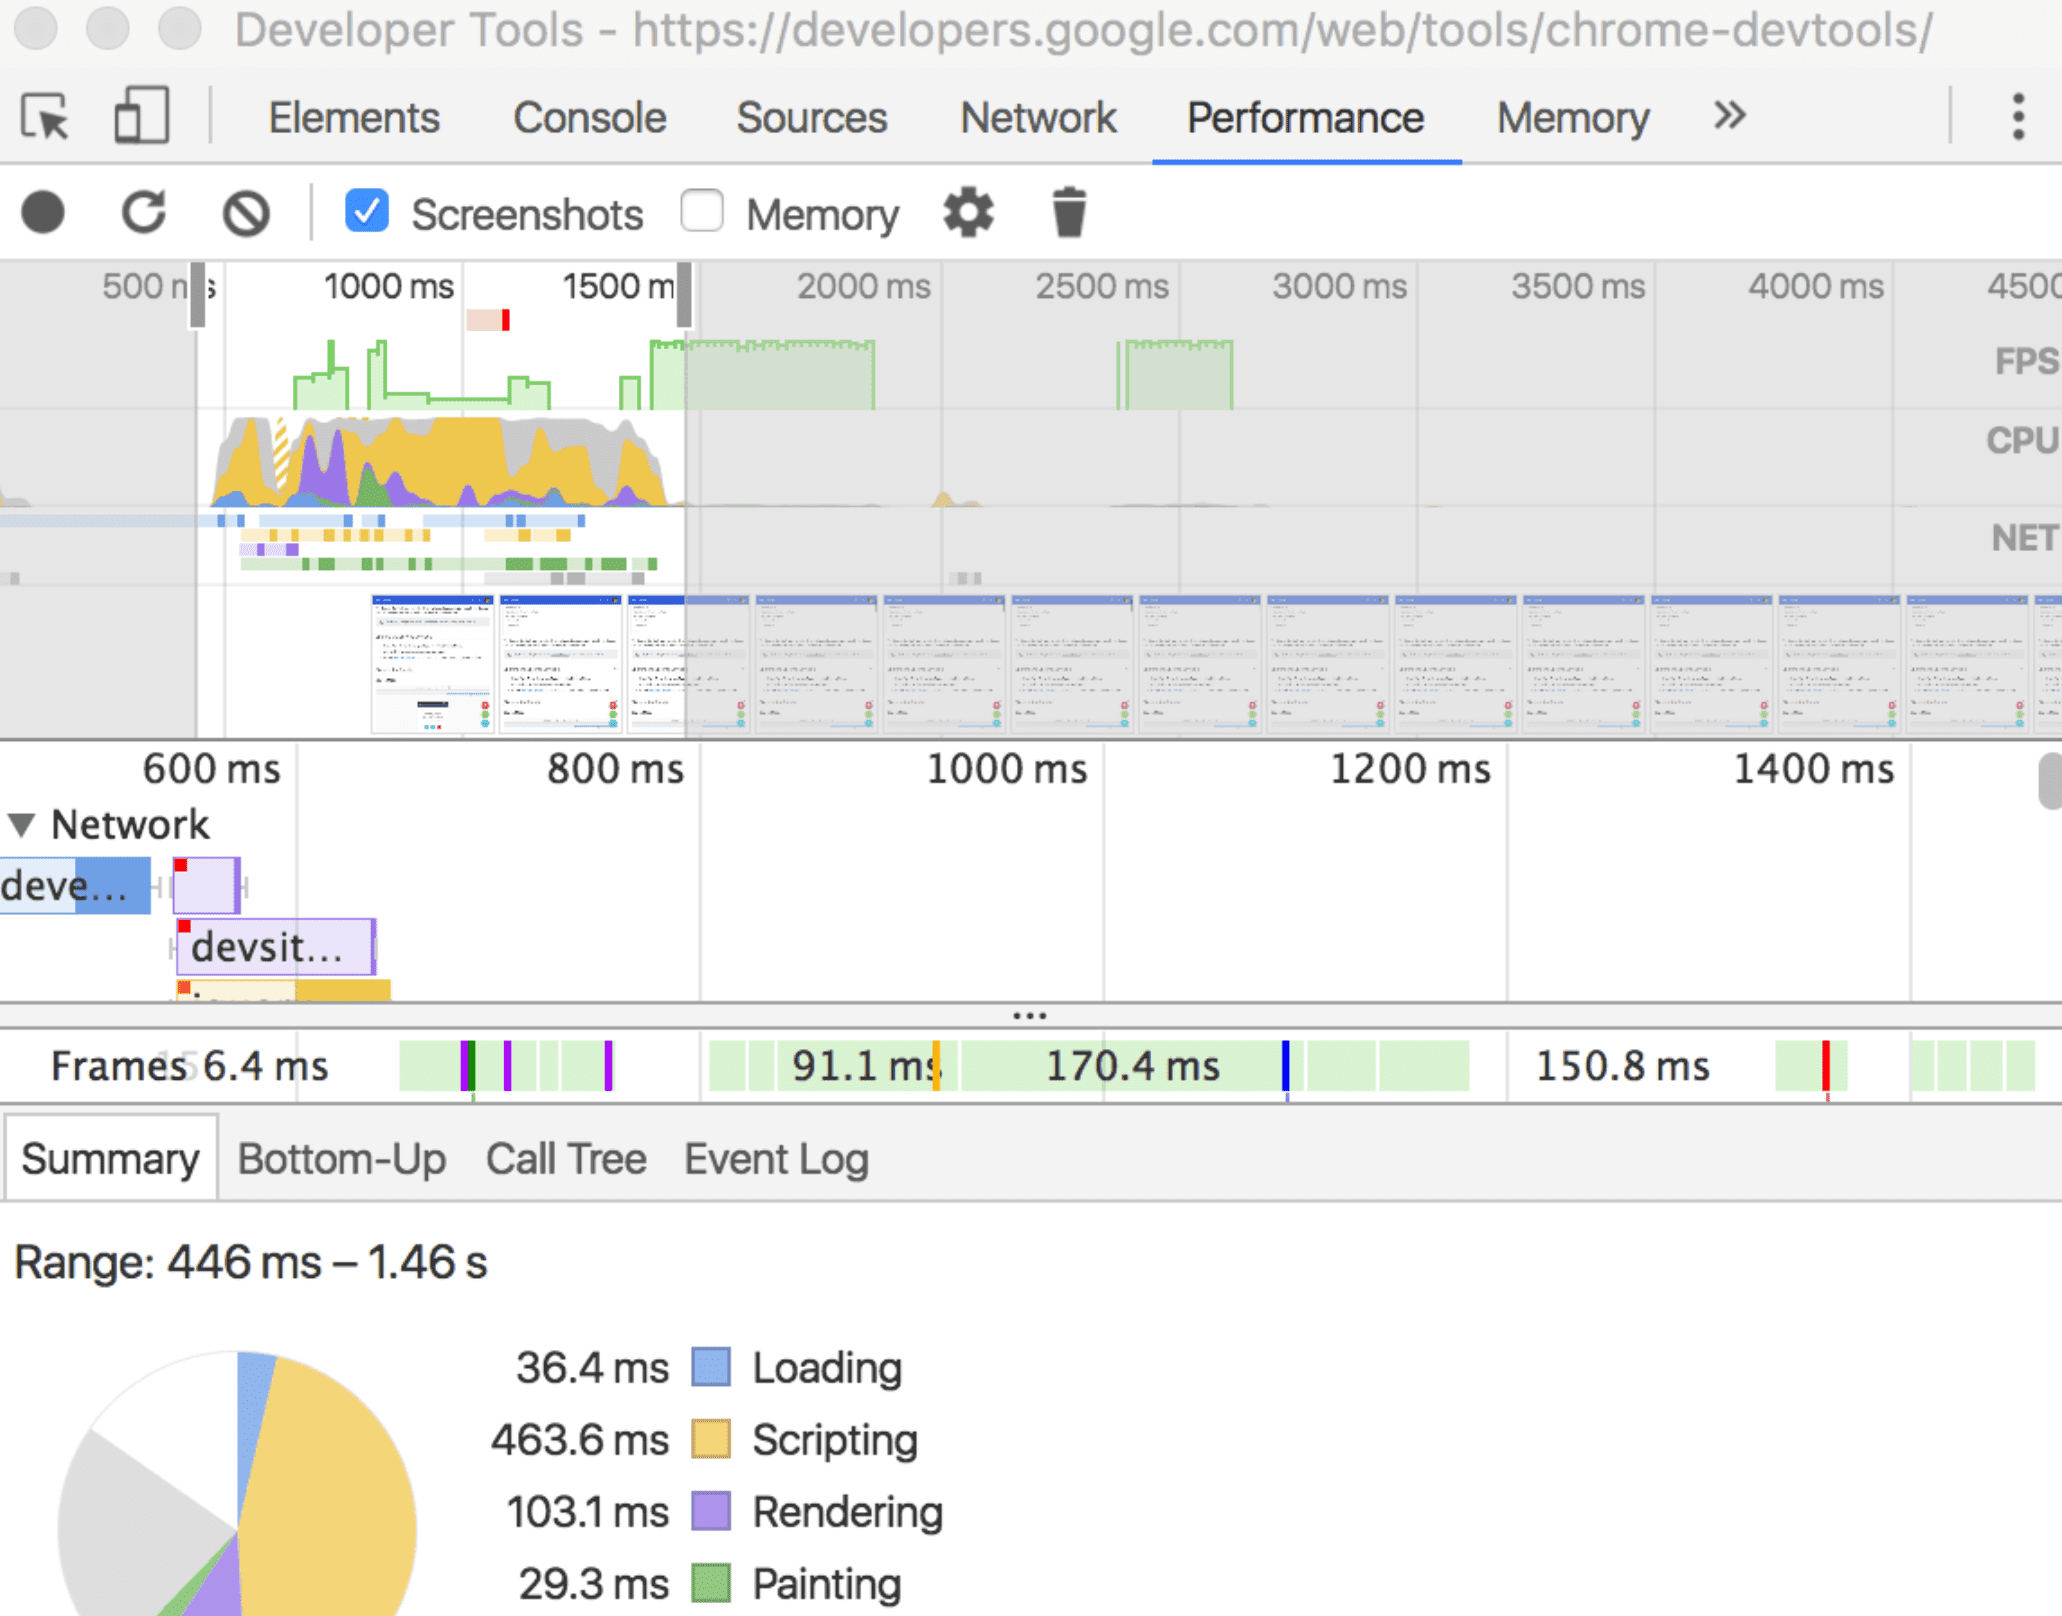 Developer Tools - https://developers.google.com/web/tools/chrome-devtools/
Elements Console Sources Network Performance Memory »
Screenshots Memory
500 ms 1000 ms 1500 m 2000 ms 2500 ms 3000 ms 3500 ms 4000 ms 4500
FPS
CPU
NET
600 ms 800 ms 1000 ms 1200 ms 1400 ms
Network
deve…
devsit…
...
Frames 6.4 ms 91.1 ms 170.4 ms 150.8 ms
Summary Bottom-Up Call Tree Event Log
Range: 446 ms – 1.46 s
36.4 ms Loading
463.6 ms Scripting
103.1 ms Rendering
29.3 ms Painting